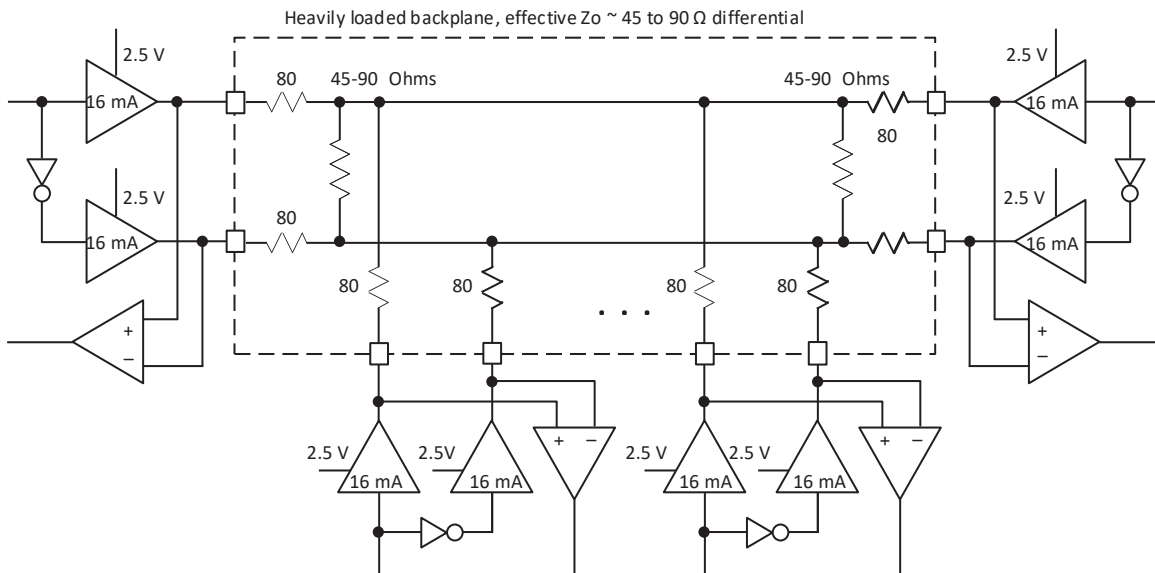 Heavily loaded backplane, effective Zo ~ 45 to 90 Ω differential
2.5 V
2.5 V
80
45-90 Ohms
45-90 Ohms
16 mA
16 mA
80
2.5 V
2.5 V
80
16 mA
16 mA
80
80
80
80
+
−
. . .
+
−
+ −
+ −
2.5 V
2.5V
2.5 V
2.5 V
16 mA
16 mA
16 mA
16 mA